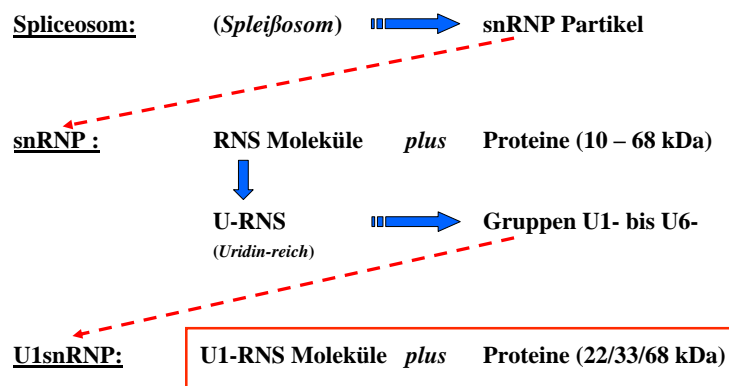 Spliceosom: (Spleißosom) snRNP Partikel
snRNP : RNS Moleküle plus Proteine (10 – 68 kDa)
U-RNS Gruppen U1- bis U6-
(Uridin-reich)
U1snRNP: U1-RNS Moleküle plus Proteine (22/33/68 kDa)